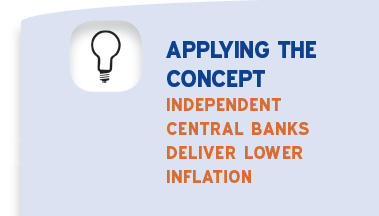 APPLYING THE
CONCEPT
INDEPENDENT
CENTRAL BANKS
DELIVER LOWER
INFLATION